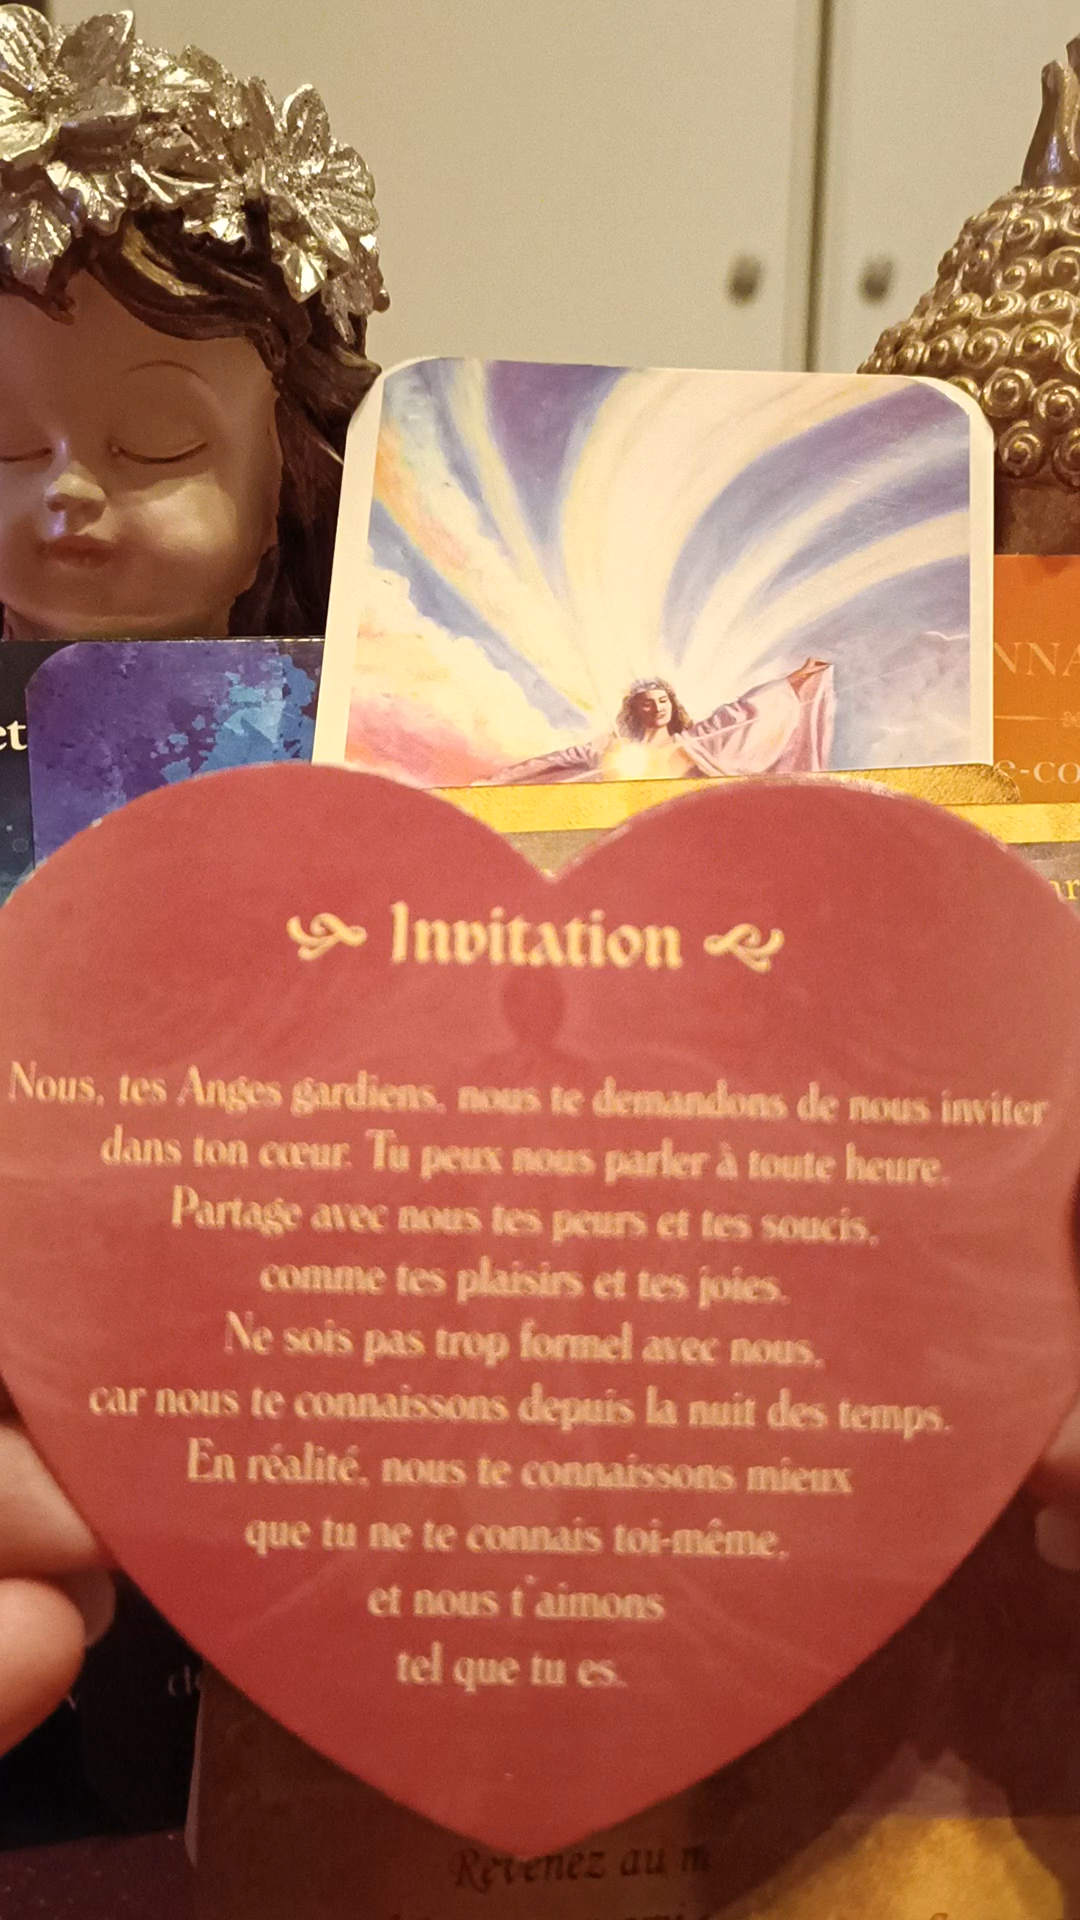 et
NNA
e-co
Invitation
Nous, tes Anges gardiens, nous te demandons de nous inviter
dans ton cœur. Tu peux nous parler à toute heure.
Partage avec nous tes peurs et tes soucis,
comme tes plaisirs et tes joies.
Ne sois pas trop formel avec nous,
car nous te connaissons depuis la nuit des temps.
En réalité, nous te connaissons mieux
que tu ne te connais toi-même,
et nous t'aimons
tel que tu es.
Revenez au m